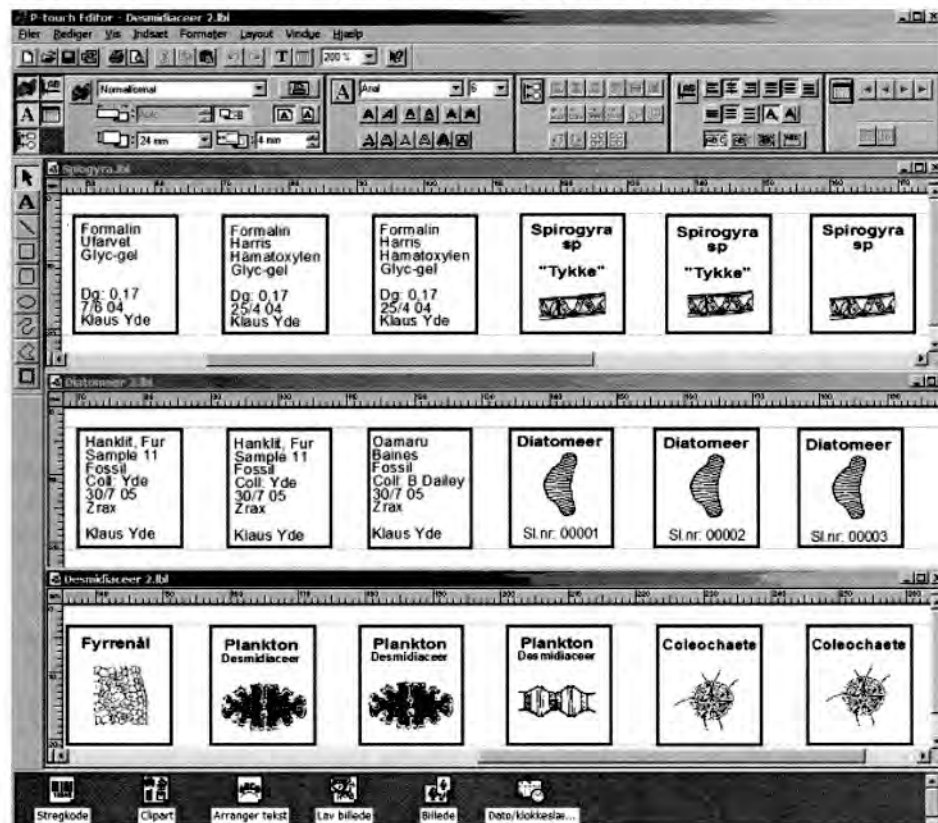 P-touch Editor - Desmidiaceer 2.lbl
Filer Rediger Vis Indsæt Formater Layout Vindue Hjælp
200 %
Normalformat
Arial 6
Auto
24 mm
4 mm
Spirogyra.lbl
Formalin
Ufarvet
Glyc-gel
Dg: 0,17
7/6 04
Klaus Yde
Formalin
Harris
Hämatoxylen
Glyc-gel
Dg: 0,17
25/4 04
Klaus Yde
Formalin
Harris
Hämatoxylen
Glyc-gel
Dg: 0,17
25/4 04
Klaus Yde
Spirogyra
sp
"Tykke"
Spirogyra
sp
"Tykke"
Spirogyra
sp
Diatomeer 2.lbl
Hanklit, Fur
Sample 11
Fossil
Coll: Yde
30/7 05
Zrax
Klaus Yde
Hanklit, Fur
Sample 11
Fossil
Coll: Yde
30/7 05
Zrax
Klaus Yde
Oamaru
Baines
Fossil
Coll: B Dailey
30/7 05
Zrax
Klaus Yde
Diatomeer
Sl.nr: 00001
Diatomeer
Sl.nr: 00002
Diatomeer
Sl.nr: 00003
Desmidiaceer 2.lbl
Fyrrenål
Plankton
Desmidiaceer
Plankton
Desmidiaceer
Plankton
Desmidiaceer
Coleochaete
Coleochaete
Stregkode
Clipart
Arranger tekst
Lav billede
Billede
Dato/klokkeslæ...